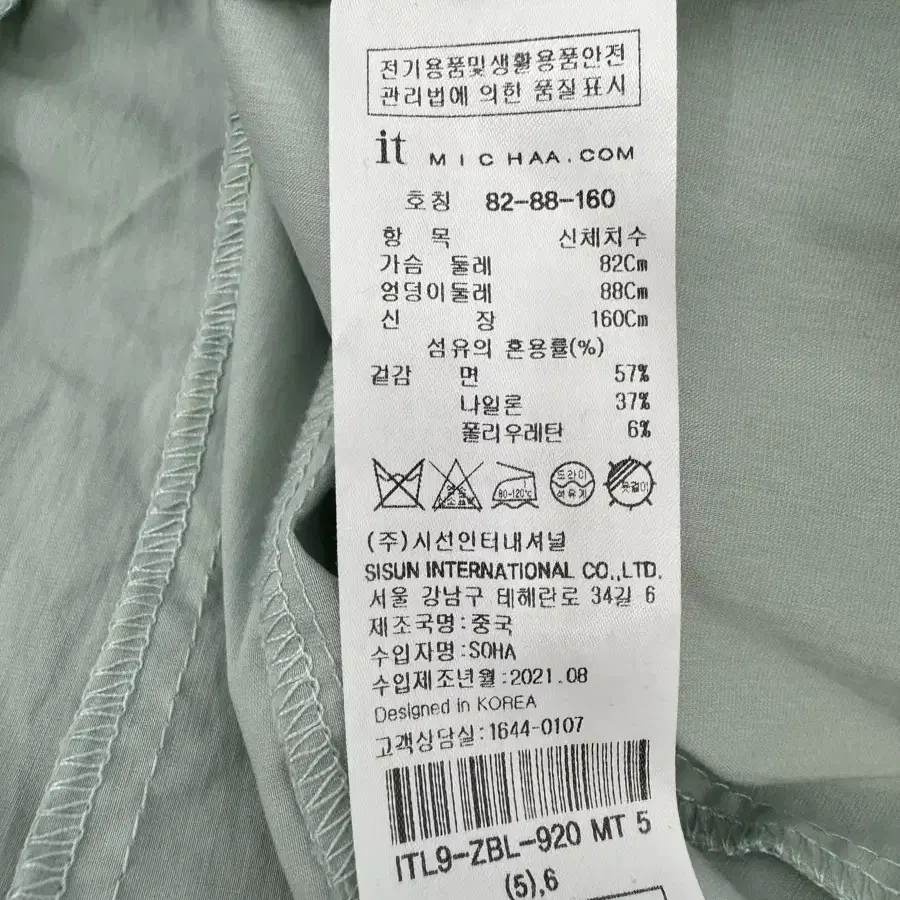 전기용품및생활용품안전
관리법에 의한 품질표시
it MICHAA.COM
호칭 82-88-160
항 목 신체치수
가슴 둘레 82Cm
엉덩이둘레 88Cm
신 장 160Cm
섬유의 혼용률(%)
겉감 면 57%
나일론 37%
폴리우레탄 6%
80-120℃ 드라이
석유계 옷걸이
(주)시선인터내셔널
SISUN INTERNATIONAL CO.,LTD.
서울 강남구 테헤란로 34길 6
제조국명:중국
수입자명:SOHA
수입제조년월:2021.08
Designed in KOREA
고객상담실:1644-0107
ITL9-ZBL-920 MT 5
(5),6